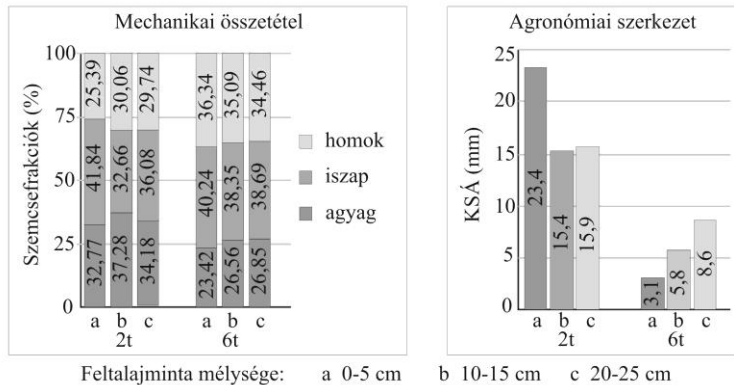 Mechanikai összetétel
Szemcsefrakciók (%)
100
75
50
25
0
25,39 30,06 29,74 36,34 35,09 34,46
41,84 32,66 36,08 40,24 38,35 38,69
32,77 37,28 34,18 23,42 26,56 26,85
a b c a b c
2t 6t
homok
iszap
agyag
Agronómiai szerkezet
KSÁ (mm)
25
20
15
10
5
0
23,4 15,4 15,9 3,1 5,8 8,6
a b c a b c
2t 6t
Feltalajminta mélysége: a 0-5 cm b 10-15 cm c 20-25 cm